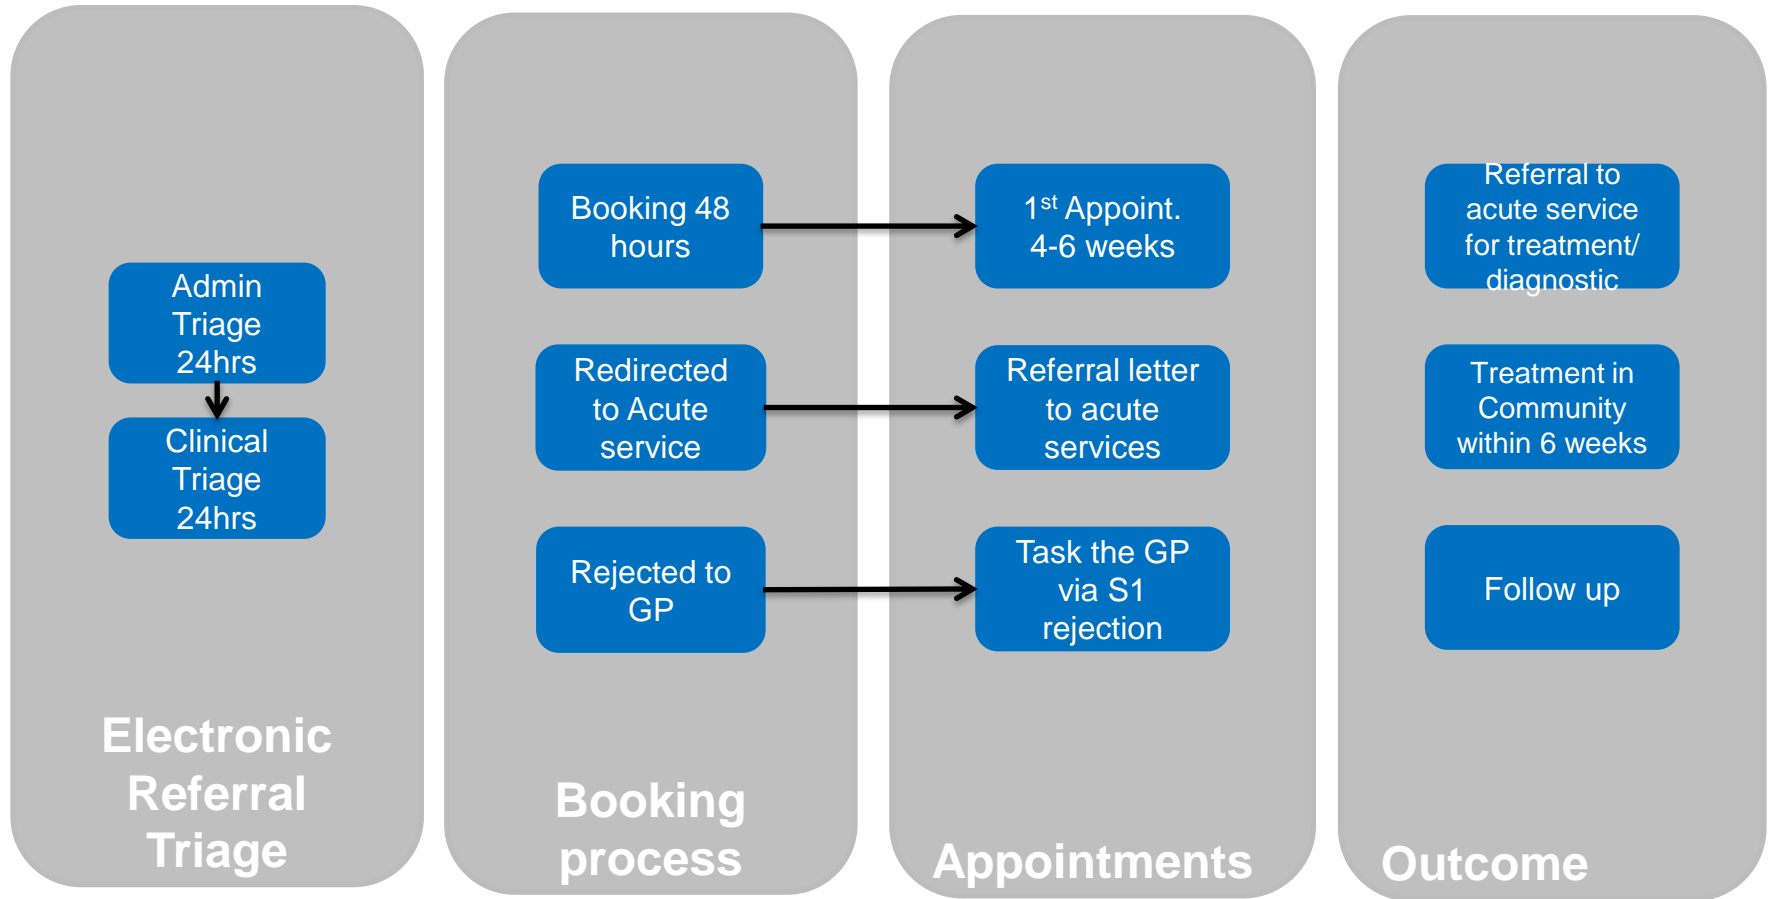 Admin
Triage
24hrs
Clinical
Triage
24hrs
Electronic
Referral
Triage
Booking 48
hours
Redirected
to Acute
service
Rejected to
GP
Booking
process
1st Appoint.
4-6 weeks
Referral letter
to acute
services
Task the GP
via S1
rejection
Appointments
Referral to
acute service
for treatment/
diagnostic
Treatment in
Community
within 6 weeks
Follow up
Outcome